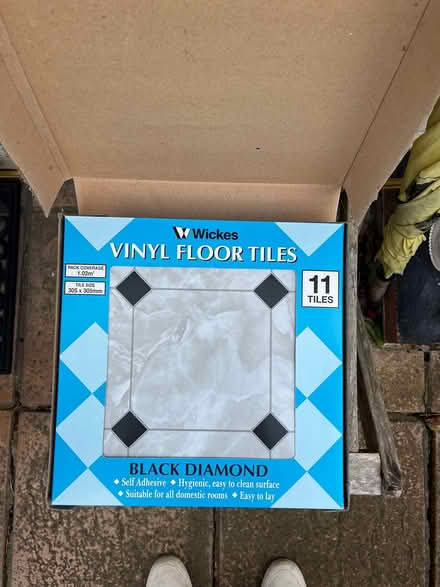 Wickes
VINYL FLOOR TILES
PACK COVERAGE
1.02m²
TILE SIZE
305 x 305mm
11
TILES
BLACK DIAMOND
◆ Self Adhesive ◆ Hygienic, easy to clean surface
◆ Suitable for all domestic rooms ◆ Easy to lay